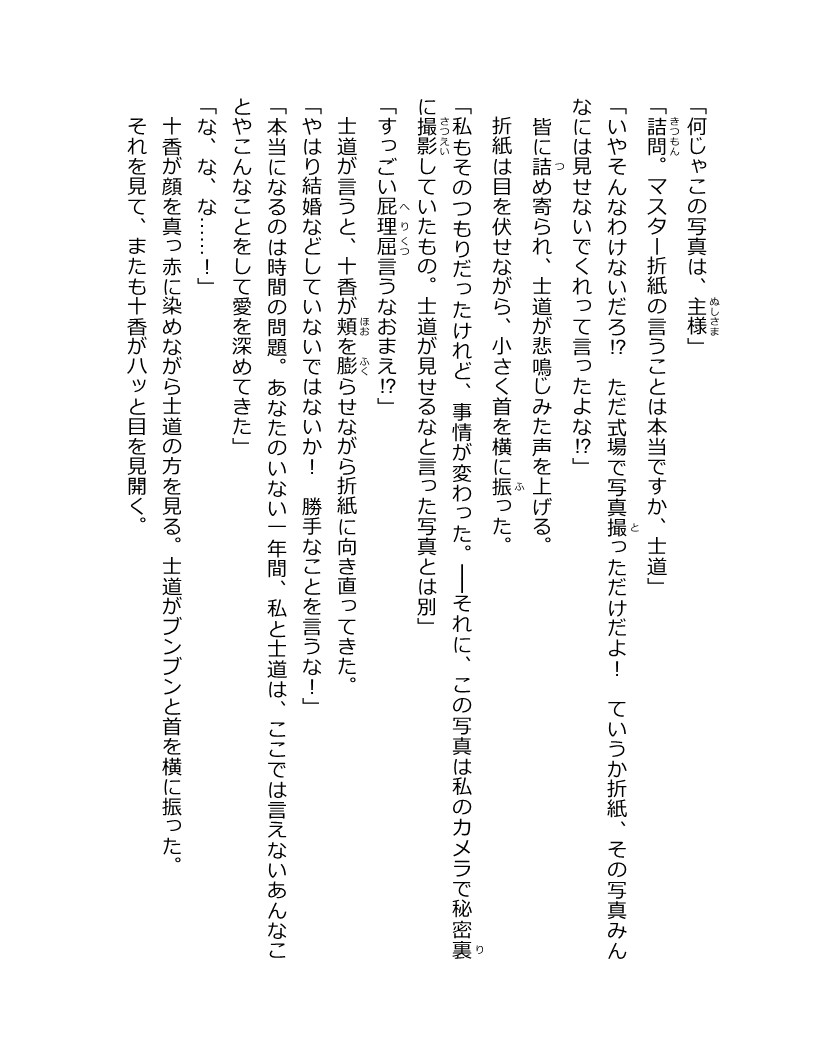 「何じゃこの写真は、主様」
「詰問。マスター折紙の言うことは本当ですか、士道」
「いやそんなわけないだろ⁉　ただ式場で写真撮っただけだよ！　ていうか折紙、その写真みん
なには見せないでくれって言ったよな⁉」
　皆に詰め寄られ、士道が悲鳴じみた声を上げる。
　折紙は目を伏せながら、小さく首を横に振った。
「私もそのつもりだったけれど、事情が変わった。──それに、この写真は私のカメラで秘密裏
に撮影していたもの。士道が見せるなと言った写真とは別」
「すっごい屁理屈言うなおまえ⁉」
　士道が言うと、十香が頬を膨らせながら折紙に向き直ってきた。
「やはり結婚などしていないではないか！　勝手なことを言うな！」
「本当になるのは時間の問題。あなたのいない一年間、私と士道は、ここでは言えないあんなこ
とやこんなことをして愛を深めてきた」
「な、な、な……！」
　十香が顔を真っ赤に染めながら士道の方を見る。士道がブンブンと首を横に振った。
　それを見て、またも十香がハッと目を見開く。